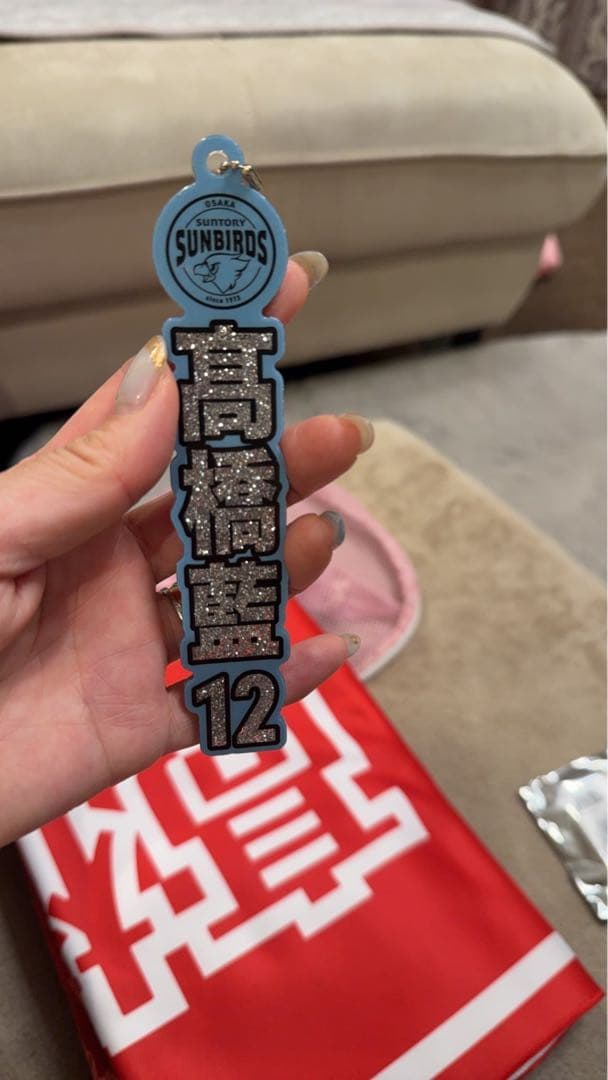 OSAKA
SUNTORY
SUNBIRDS
since 1973
髙
橋
藍
12